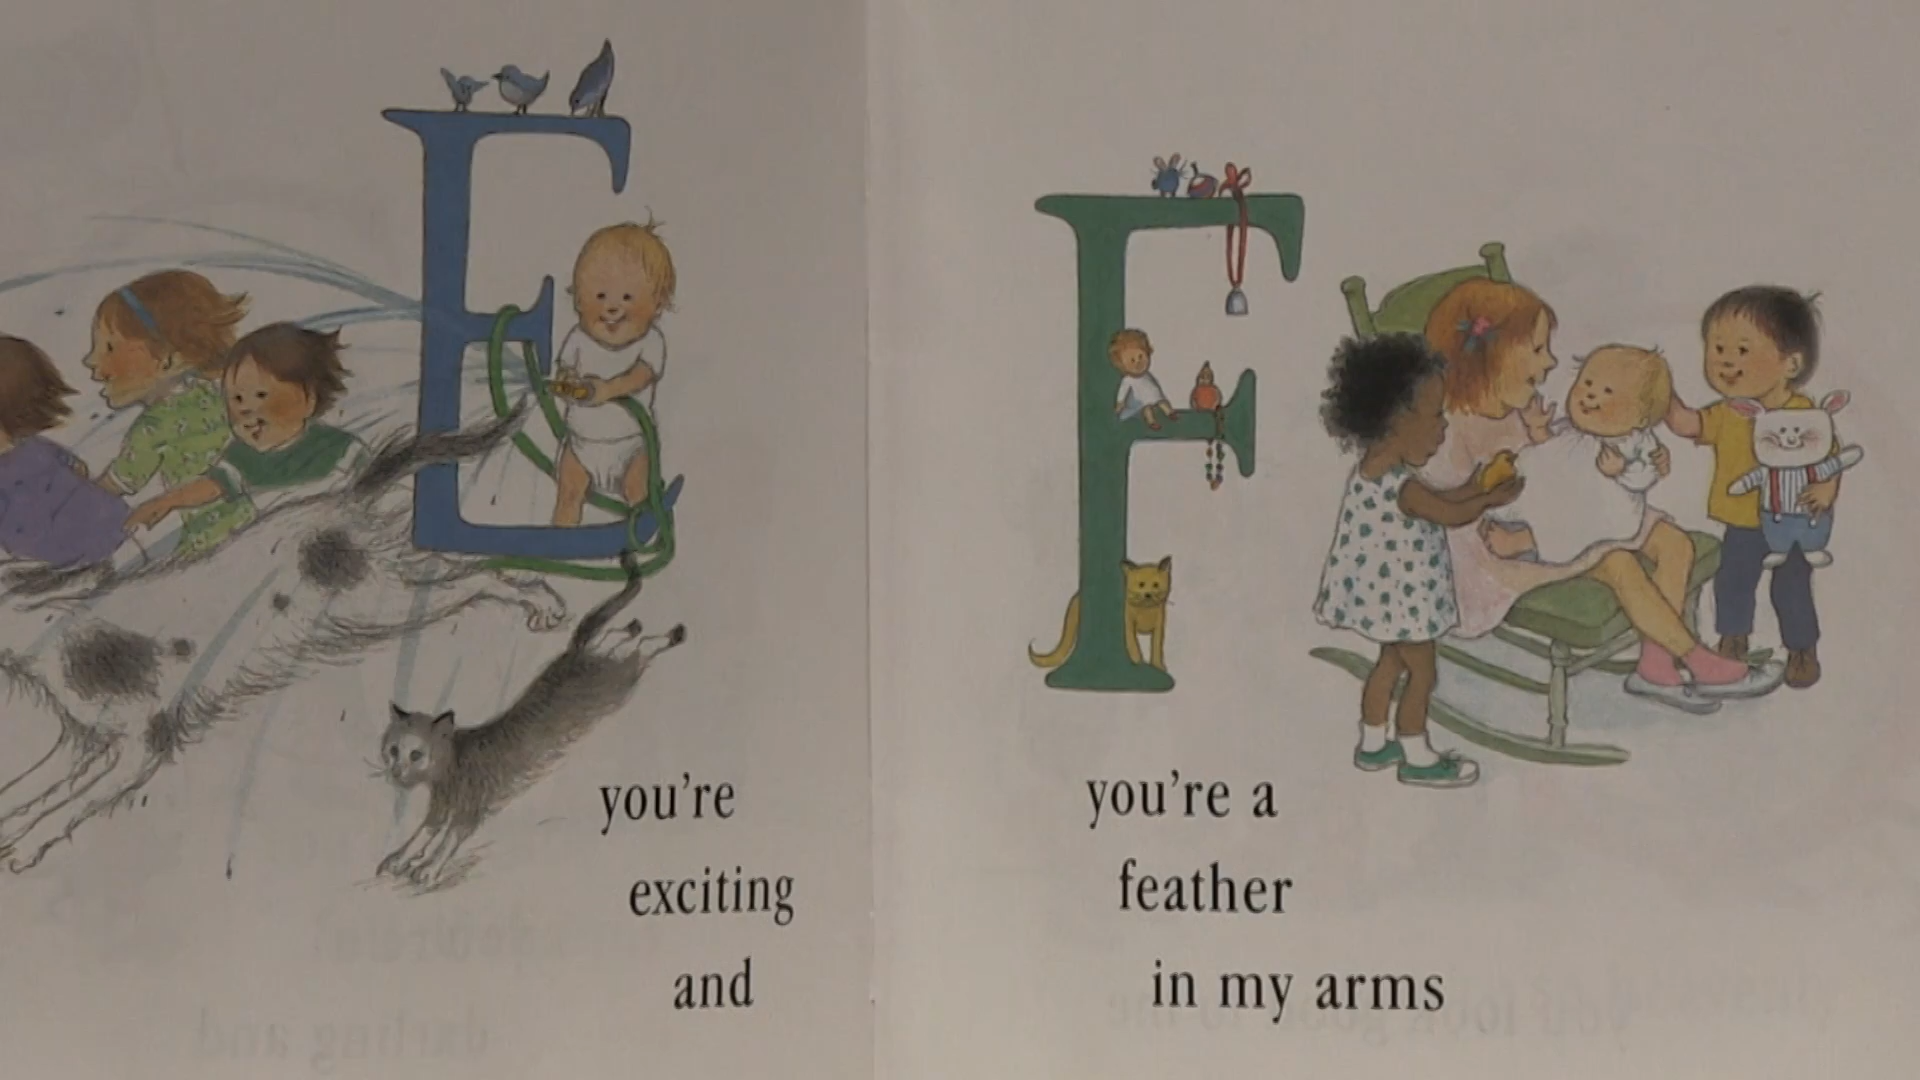 E
you're
exciting
and
F
you're a
feather
in my arms